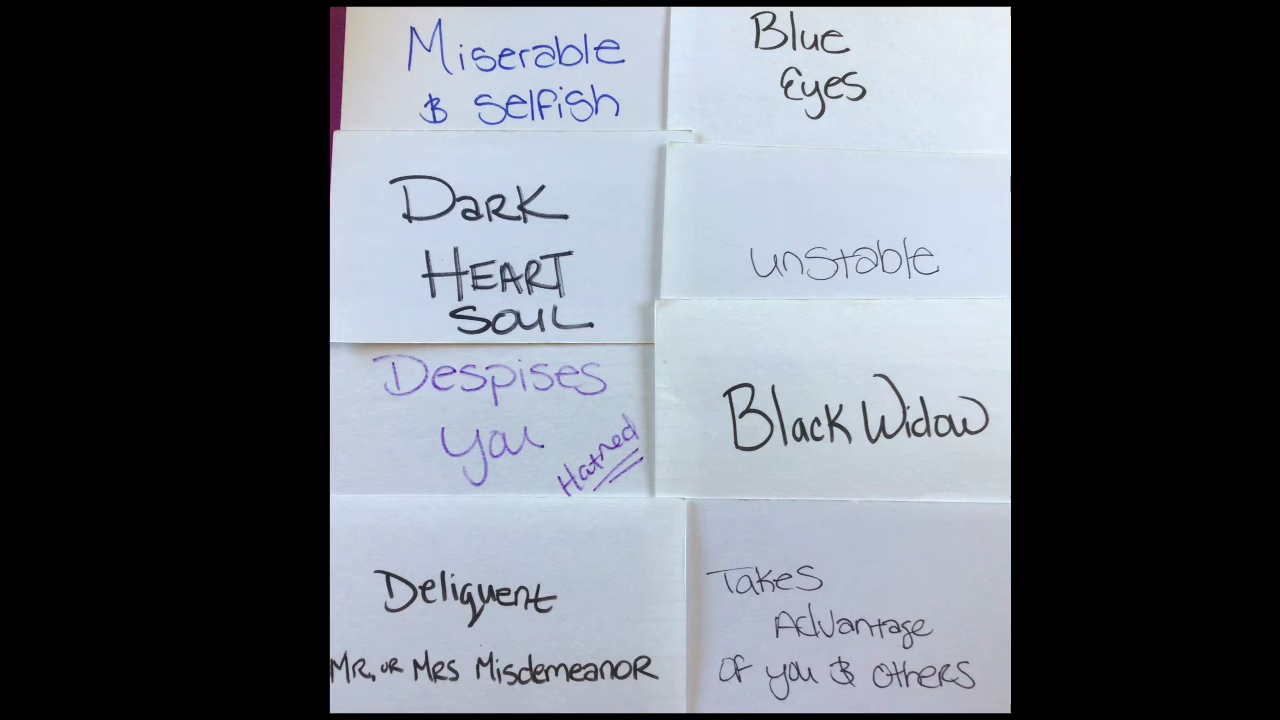 Miserable
& selfish
Blue
Eyes
Dark
HEART
SOUL
unstable
Despises
you
Hatred
Black Widow
Deliquent
MR, OR MRS MisdemeanOR
Takes
Advantage
Of you & Others